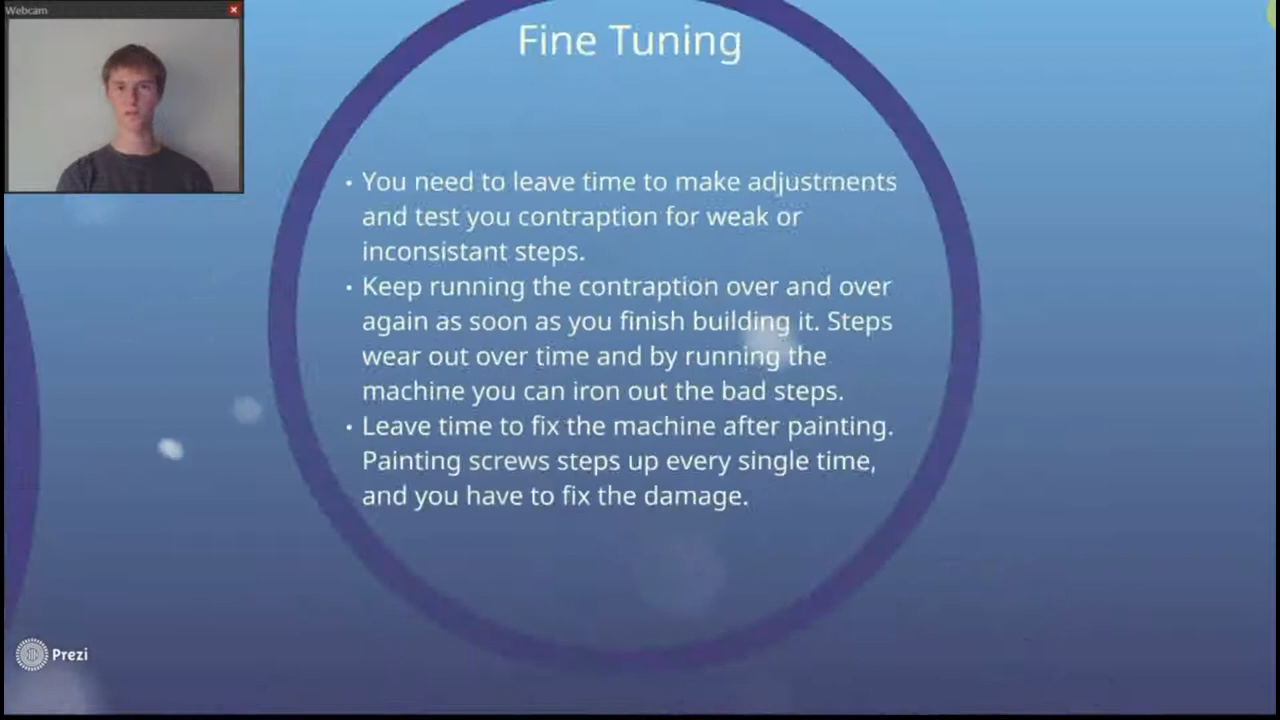 Webcam
Fine Tuning
• You need to leave time to make adjustments
and test you contraption for weak or
inconsistant steps.
• Keep running the contraption over and over
again as soon as you finish building it. Steps
wear out over time and by running the
machine you can iron out the bad steps.
• Leave time to fix the machine after painting.
Painting screws steps up every single time,
and you have to fix the damage.
Prezi